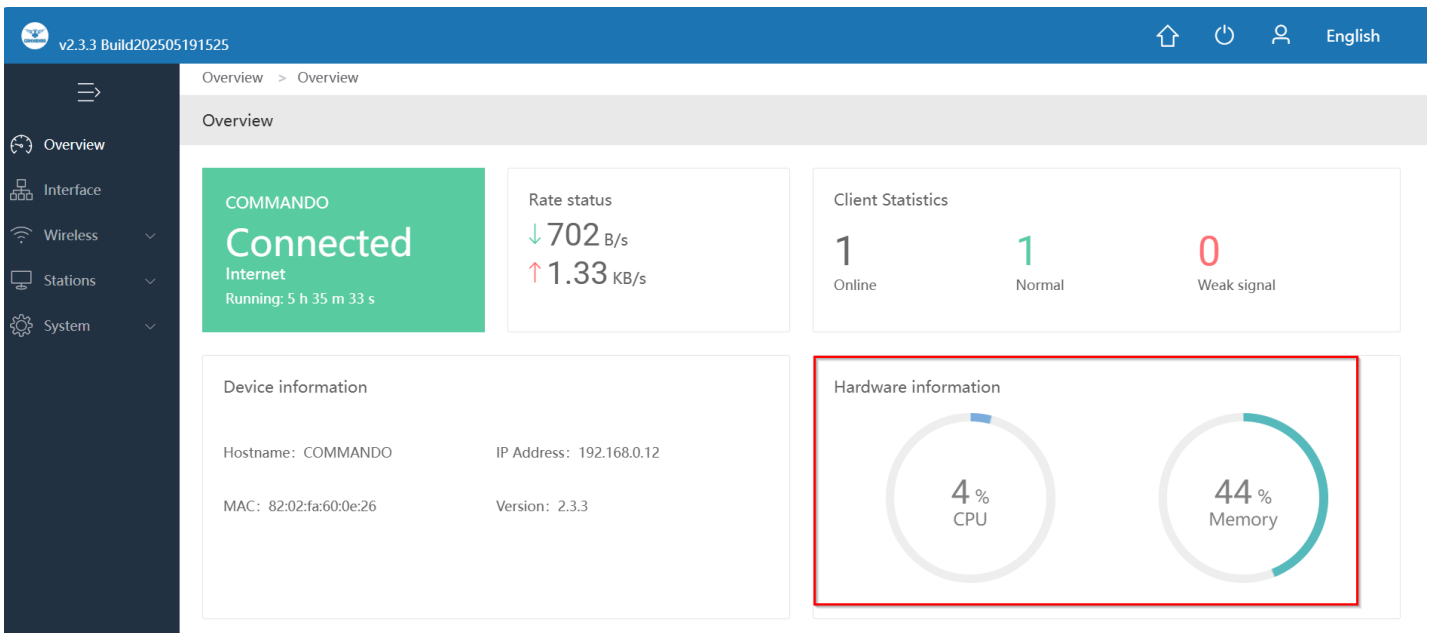 v2.3.3 Build202505191525
English
Overview > Overview
Overview
Overview
Interface
Wireless
Stations
System
COMMANDO
Connected
Internet
Running: 5 h 35 m 33 s
Rate status
↓ 702 B/s
↑ 1.33 KB/s
Client Statistics
1 1 0
Online Normal Weak signal
Device information
Hostname: COMMANDO IP Address: 192.168.0.12
MAC: 82:02:fa:60:0e:26 Version: 2.3.3
Hardware information
4 %
CPU
44 %
Memory